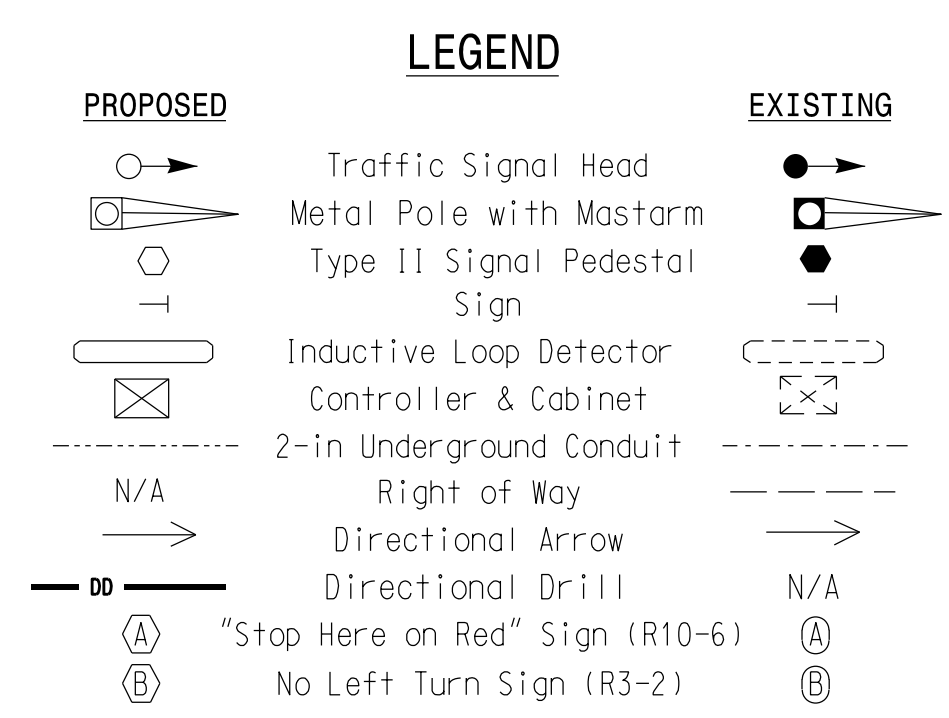 LEGEND
PROPOSED EXISTING
Traffic Signal Head
Metal Pole with Mastarm
Type II Signal Pedestal
Sign
Inductive Loop Detector
Controller & Cabinet
2-in Underground Conduit
N/A Right of Way
Directional Arrow
DD Directional Drill N/A
A "Stop Here on Red" Sign (R10-6) A
B No Left Turn Sign (R3-2) B